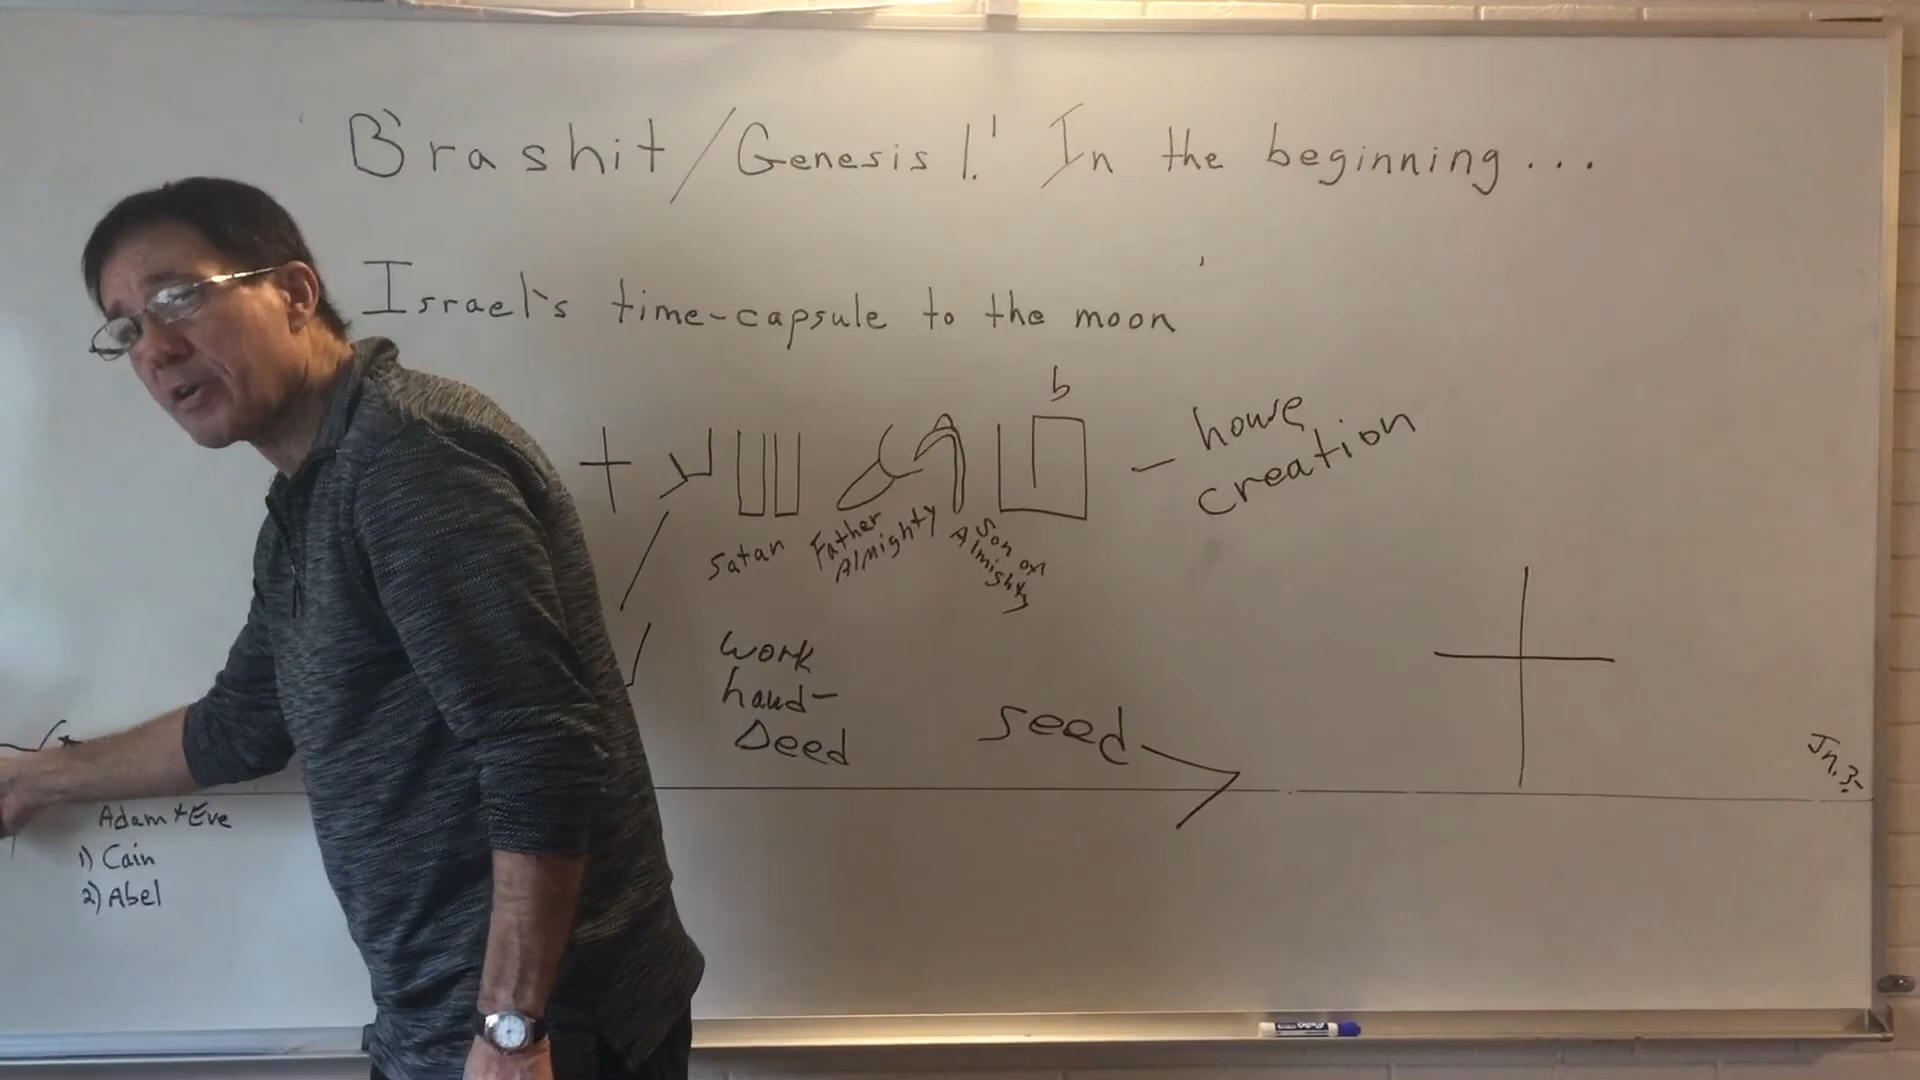 B'rashit/Genesis 1:1 In the beginning...
Israel's time-capsule to the moon
b
house
creation
Satan
Father
Almighty
Son of
Almighty
work
hand-
Deed
seed
Jn. 3-
Adam + Eve
1) Cain
2) Abel